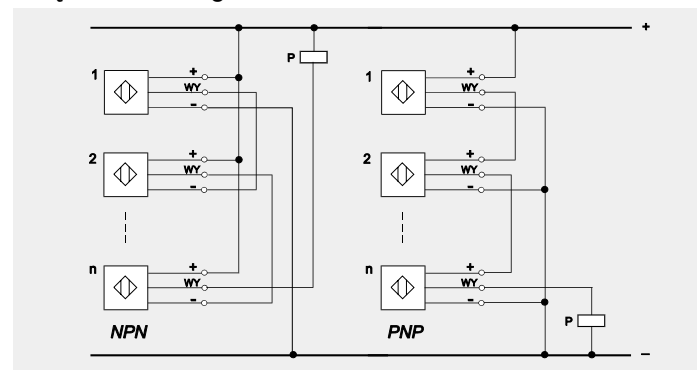 +
P
1 + WY -
1 + WY -
2 + WY -
2 + WY -
n + WY -
n + WY -
P
NPN PNP
-